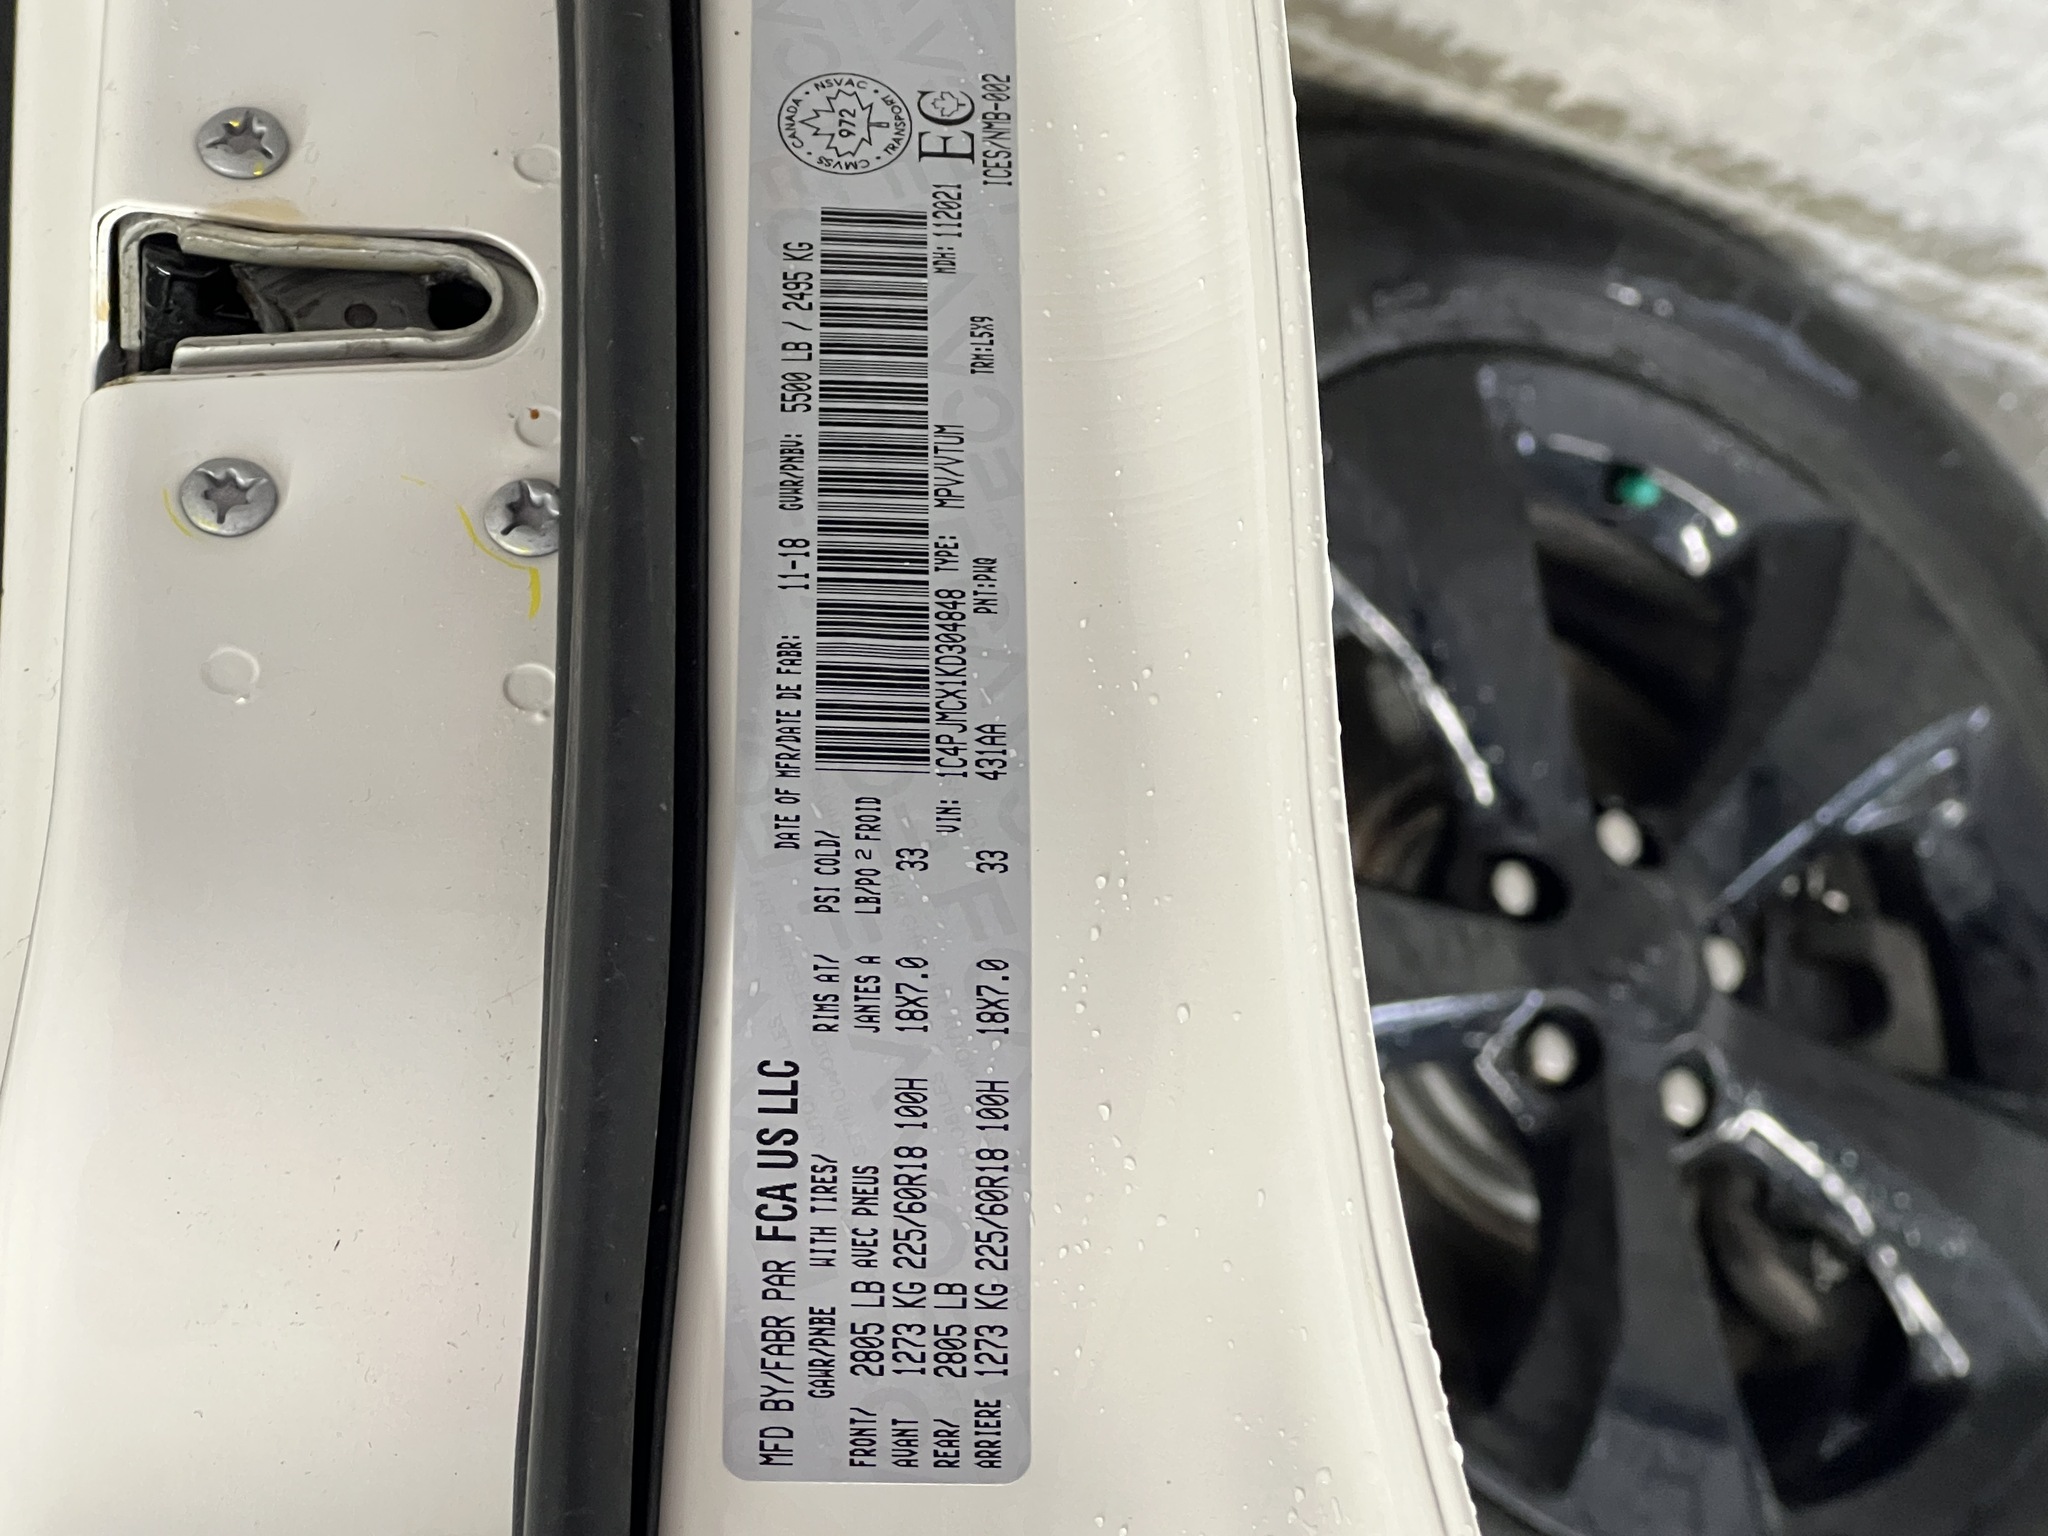 MFD BY/FABR PAR FCA US LLC
DATE OF MFR/DATE DE FABR: 11-18 GVWR/PNBV: 5500 LB / 2495 KG
GAWR/PNBE WITH TIRES/ RIMS AT/ PSI COLD/
FRONT/ 2805 LB AVEC PNEUS JANTES A LB/PO 2 FROID
AVANT 1273 KG 225/60R18 100H 18X7.0 33
REAR/ 2805 LB
ARRIERE 1273 KG 225/60R18 100H 18X7.0 33
VIN: 1C4PJMCX1KD304848 TYPE: MPV/VTUM MDH: 112021
431AA PNT:PWQ TRM:L5X9
ICES/NMB-002
CANADA • NSVAC • TRANSPORT • CMVSS •
972
EC